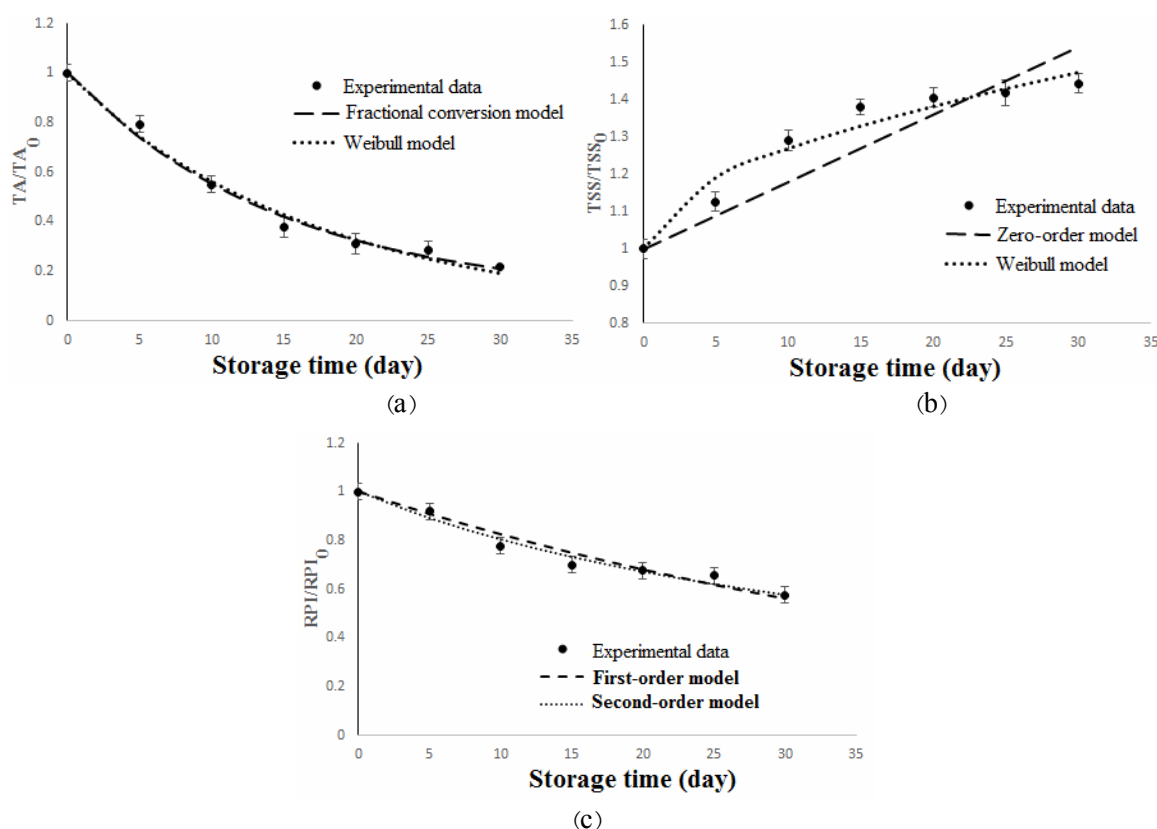 1.2
1
0.8
0.6
0.4
0.2
0
TA/TA0
Experimental data
Fractional conversion model
Weibull model
0 5 10 15 20 25 30 35
Storage time (day)
(a)
1.6
1.5
1.4
1.3
1.2
1.1
1
0.9
0.8
TSS/TSS0
Experimental data
Zero-order model
Weibull model
0 5 10 15 20 25 30 35
Storage time (day)
(b)
1.2
1
0.8
0.6
0.4
0.2
0
RPI/RPI0
Experimental data
First-order model
Second-order model
0 5 10 15 20 25 30 35
Storage time (day)
(c)